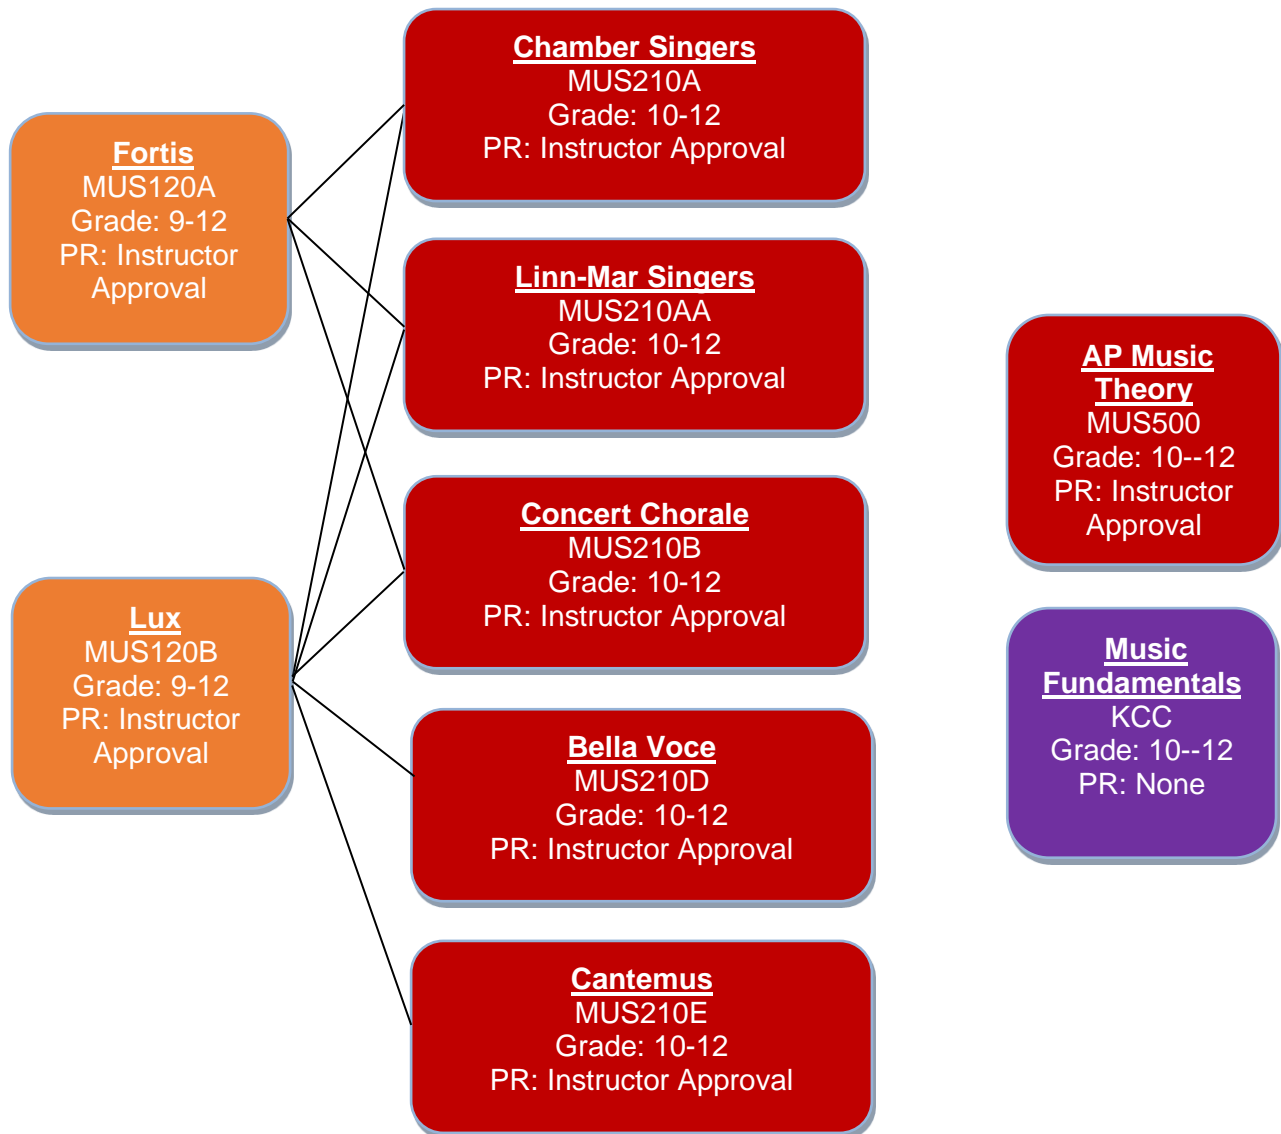 Fortis
MUS120A
Grade: 9-12
PR: Instructor
Approval
Lux
MUS120B
Grade: 9-12
PR: Instructor
Approval
Chamber Singers
MUS210A
Grade: 10-12
PR: Instructor Approval
Linn-Mar Singers
MUS210AA
Grade: 10-12
PR: Instructor Approval
Concert Chorale
MUS210B
Grade: 10-12
PR: Instructor Approval
Bella Voce
MUS210D
Grade: 10-12
PR: Instructor Approval
Cantemus
MUS210E
Grade: 10-12
PR: Instructor Approval
AP Music
Theory
MUS500
Grade: 10--12
PR: Instructor
Approval
Music
Fundamentals
KCC
Grade: 10--12
PR: None